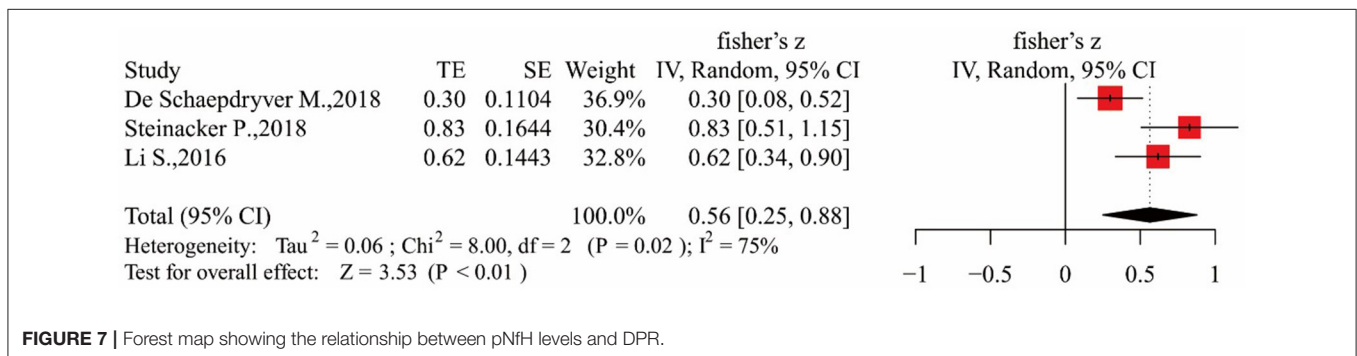 fisher's z fisher's z
Study TE SE Weight IV, Random, 95% CI IV, Random, 95% CI
De Schaepdryver M.,2018 0.30 0.1104 36.9% 0.30 [0.08, 0.52]
Steinacker P.,2018 0.83 0.1644 30.4% 0.83 [0.51, 1.15]
Li S.,2016 0.62 0.1443 32.8% 0.62 [0.34, 0.90]
Total (95% CI) 100.0% 0.56 [0.25, 0.88]
Heterogeneity: Tau² = 0.06 ; Chi² = 8.00, df = 2 (P = 0.02 ); I² = 75%
Test for overall effect: Z = 3.53 (P < 0.01 )
−1 −0.5 0 0.5 1
FIGURE 7 | Forest map showing the relationship between pNfH levels and DPR.